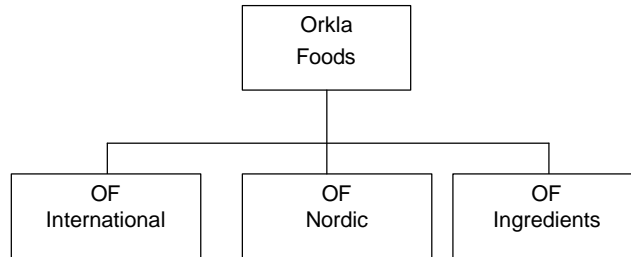 Orkla
Foods
OF
International
OF
Nordic
OF
Ingredients